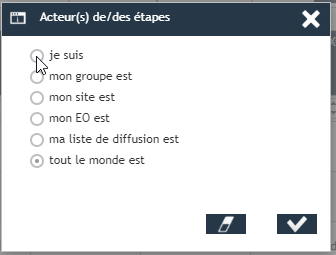 Acteur(s) de/des étapes
je suis
mon groupe est
mon site est
mon EO est
ma liste de diffusion est
tout le monde est